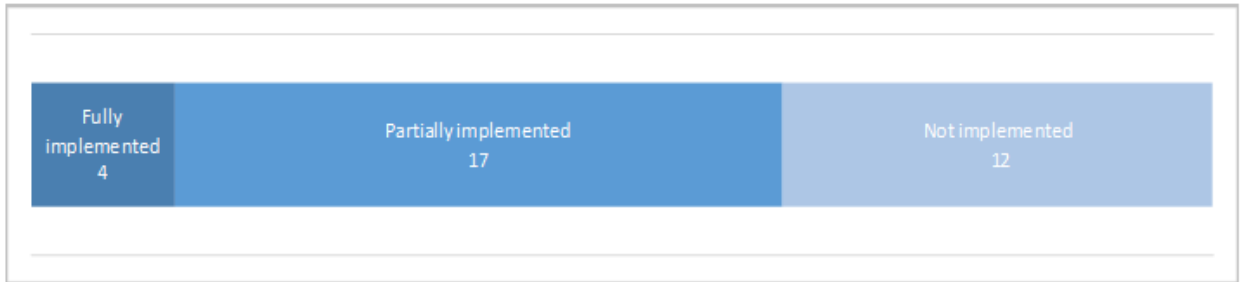 Fully
implemented
4
Partially implemented
17
Not implemented
12